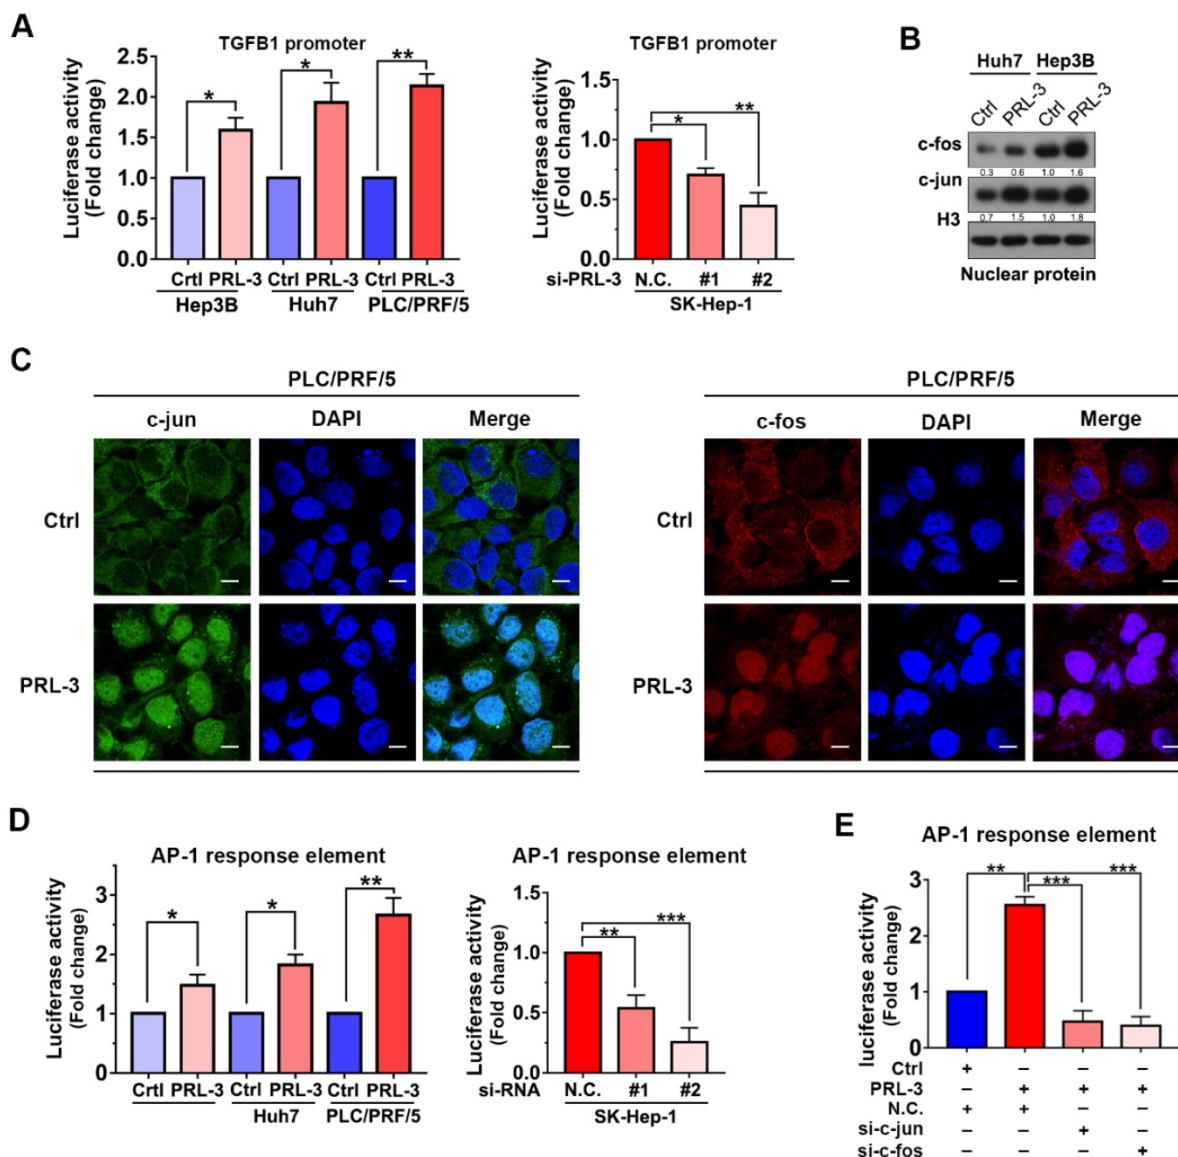 A
TGFB1 promoter
Luciferase activity
(Fold change)
2.5
2.0
1.5
1.0
0.5
0.0
* * **
Crtl PRL-3 Ctrl PRL-3 Ctrl PRL-3
Hep3B Huh7 PLC/PRF/5
TGFB1 promoter
Luciferase activity
(Fold change)
1.5
1.0
0.5
0.0
* **
si-PRL-3 N.C. #1 #2
SK-Hep-1
B
Huh7 Hep3B
Ctrl PRL-3 Ctrl PRL-3
c-fos
0.3 0.6 1.0 1.6
c-jun
0.7 1.5 1.0 1.8
H3
Nuclear protein
C
PLC/PRF/5
c-jun DAPI Merge
Ctrl
PRL-3
PLC/PRF/5
c-fos DAPI Merge
Ctrl
PRL-3
D
AP-1 response element
Luciferase activity
(Fold change)
3
2
1
0
* * **
Crtl PRL-3 Ctrl PRL-3 Ctrl PRL-3
Huh7 PLC/PRF/5
AP-1 response element
Luciferase activity
(Fold change)
1.5
1.0
0.5
0.0
** ***
si-RNA N.C. #1 #2
SK-Hep-1
E
AP-1 response element
luciferase activity
(Fold change)
3
2
1
0
** *** ***
Ctrl + – – –
PRL-3 – + + +
N.C. + + – –
si-c-jun – – + –
si-c-fos – – – +